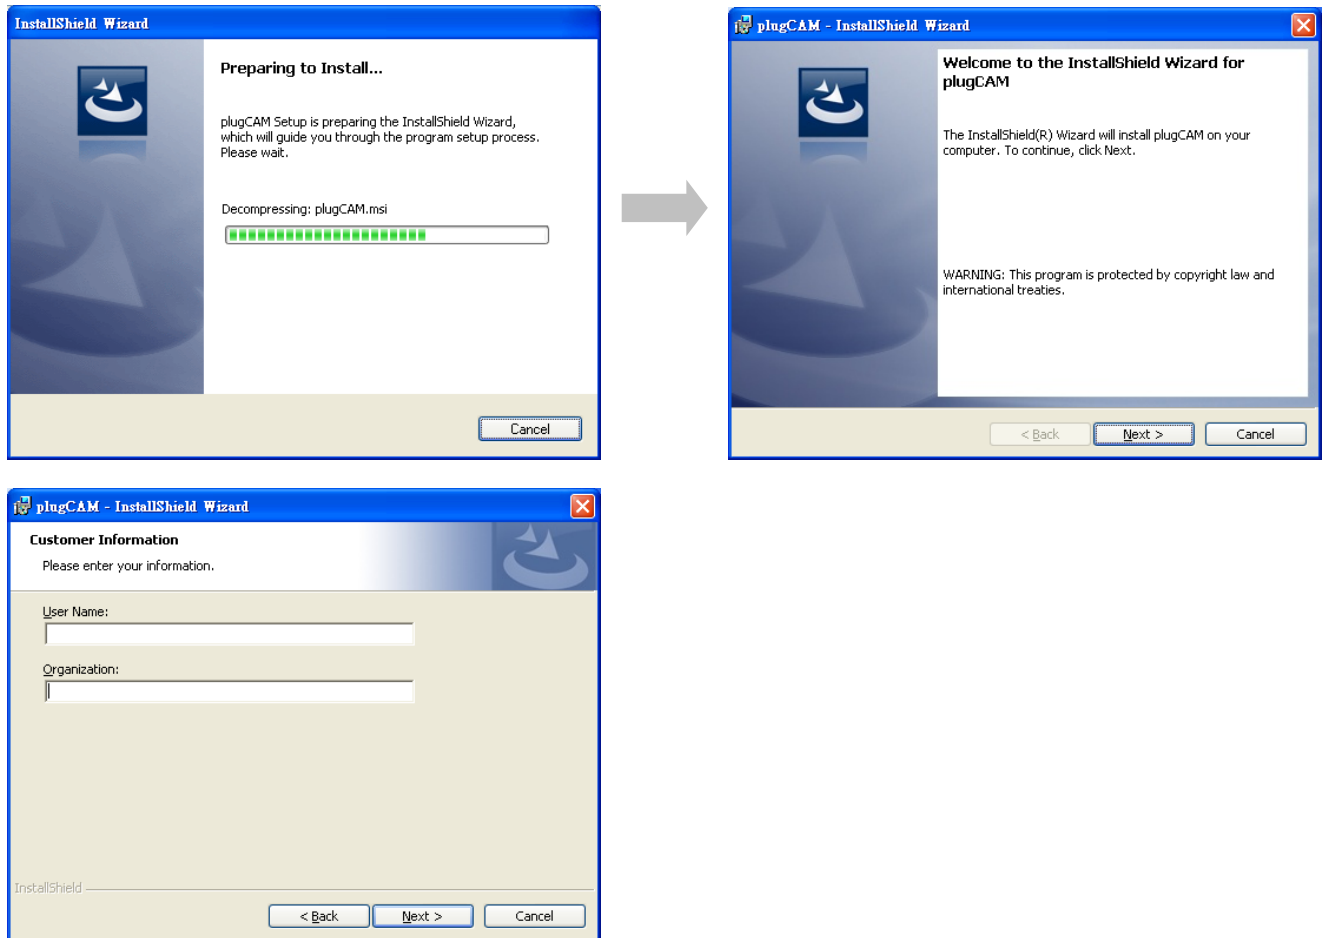 InstallShield Wizard
Preparing to Install...
plugCAM Setup is preparing the InstallShield Wizard,
which will guide you through the program setup process.
Please wait.
Decompressing: plugCAM.msi
Cancel
plugCAM - InstallShield Wizard
Welcome to the InstallShield Wizard for
plugCAM
The InstallShield(R) Wizard will install plugCAM on your
computer. To continue, click Next.
WARNING: This program is protected by copyright law and
international treaties.
< Back
Next >
Cancel
plugCAM - InstallShield Wizard
Customer Information
Please enter your information.
User Name:
Organization:
InstallShield
< Back
Next >
Cancel